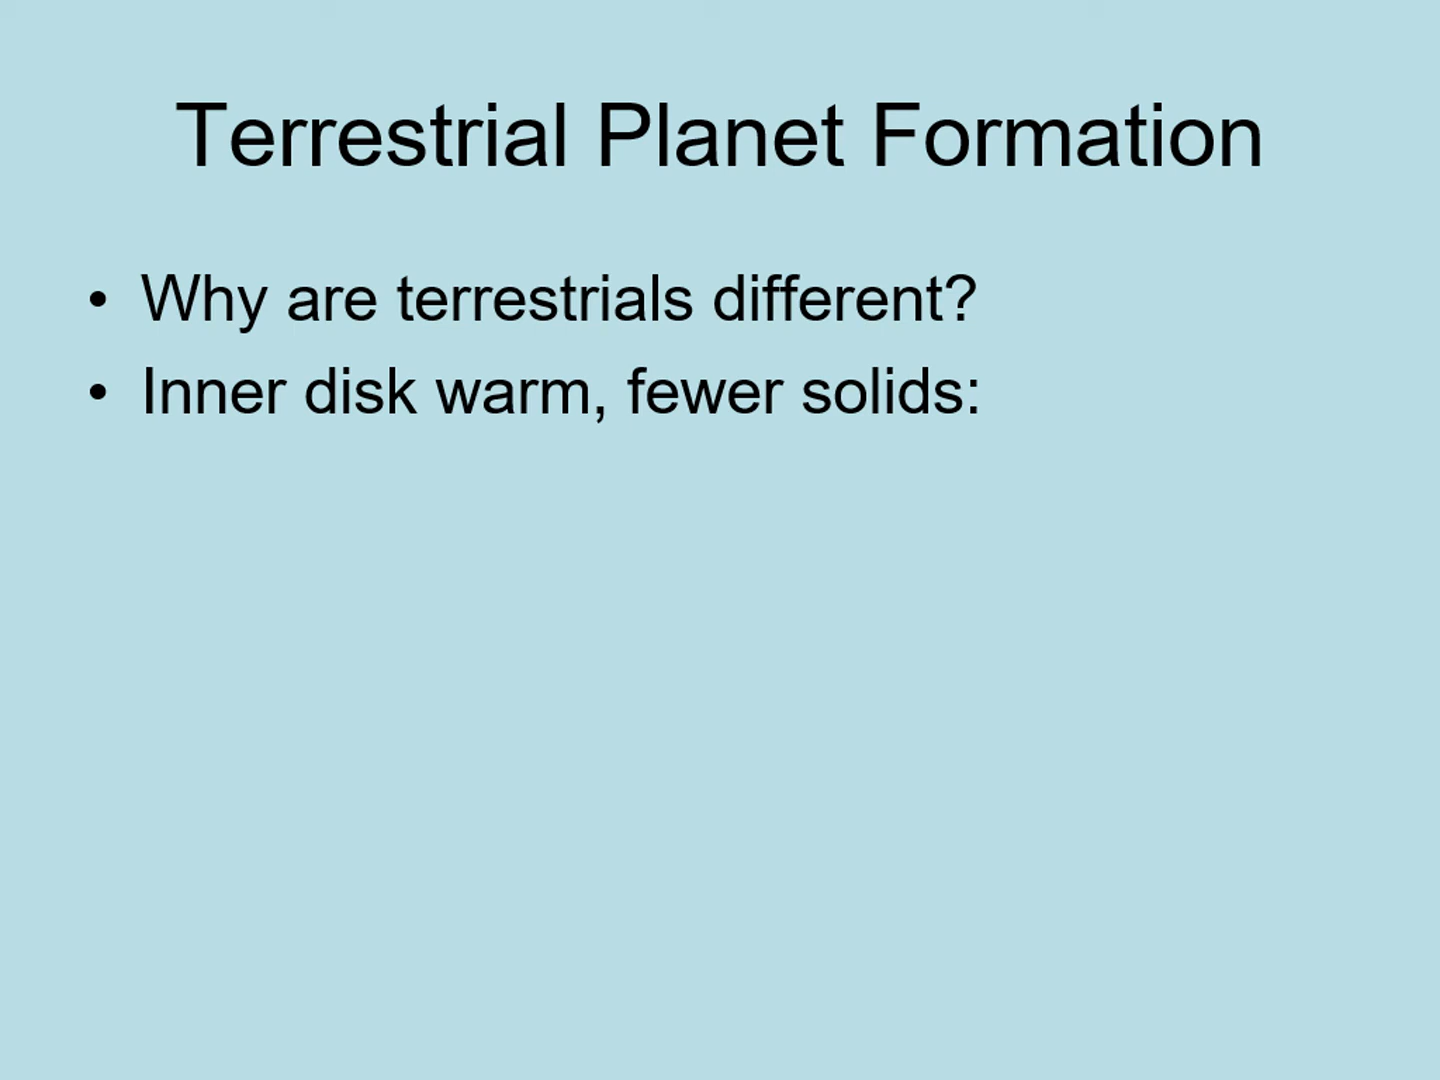 Terrestrial Planet Formation
• Why are terrestrials different?
• Inner disk warm, fewer solids: